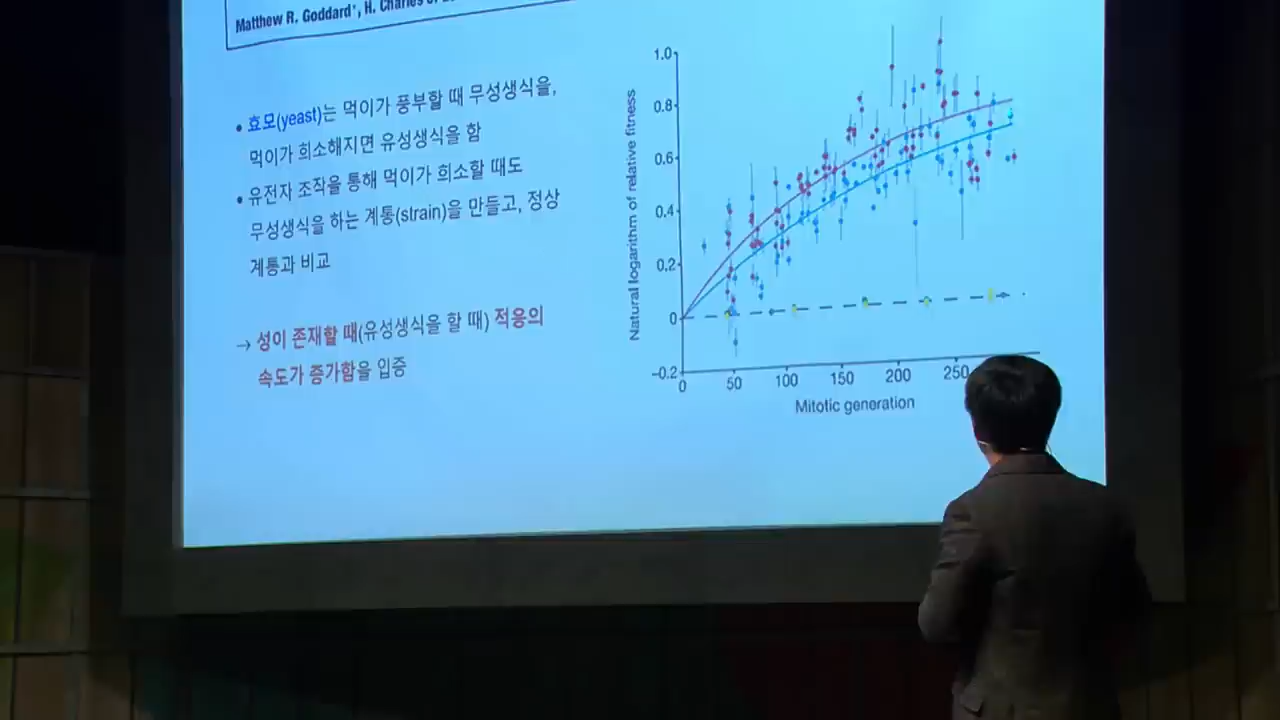 Matthew R. Goddard*, H. Charles J.
• 효모(yeast)는 먹이가 풍부할 때 무성생식을,
먹이가 희소해지면 유성생식을 함
• 유전자 조작을 통해 먹이가 희소할 때도
무성생식을 하는 계통(strain)을 만들고, 정상
계통과 비교
→ 성이 존재할 때(유성생식을 할 때) 적응의
속도가 증가함을 입증
Natural logarithm of relative fitness
1.0
0.8
0.6
0.4
0.2
0
−0.2
0 50 100 150 200 250
Mitotic generation